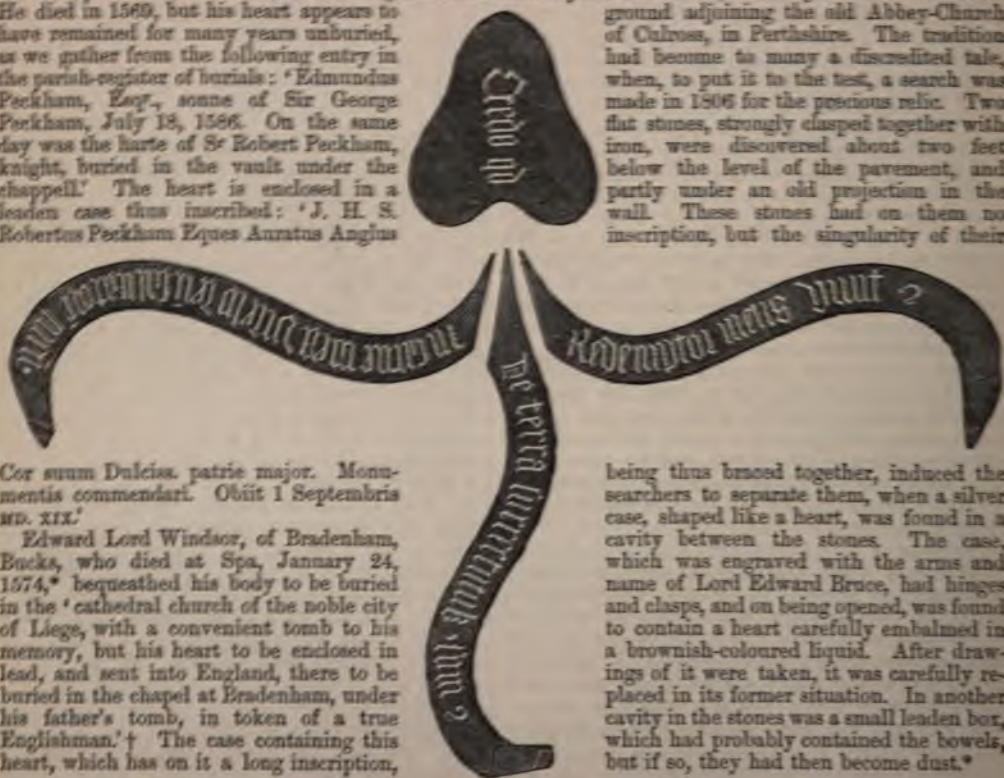 He died in 1569, but his heart appears to
have remained for many years unburied,
as we gather from the following entry in
the parish-register of burials: 'Edmundus
Peckham, Esqr., sonne of Sir George
Peckham, July 18, 1586. On the same
day was the harte of Sr Robert Peckham,
knight, buried in the vault under the
chappell.' The heart is enclosed in a
leaden case thus inscribed: 'J. H. S.
Robertus Peckham Eques Auratus Anglus
Cor suum Dulciss. patrie major. Monu-
mentis commendari. Obiit 1 Septembris
MD. XIX.'
Edward Lord Windsor, of Bradenham,
Bucks, who died at Spa, January 24,
1574,* bequeathed his body to be buried
in the 'cathedral church of the noble city
of Liege, with a convenient tomb to his
memory, but his heart to be enclosed in
lead, and sent into England, there to be
buried in the chapel at Bradenham, under
his father's tomb, in token of a true
Englishman.'† The case containing this
heart, which has on it a long inscription,
Credo qd
Redemptor meus
De terra
in carne mea
ground adjoining the old Abbey-Church
of Culross, in Perthshire. The tradition
had become to many a discredited tale,
when, to put it to the test, a search was
made in 1806 for the precious relic. Two
flat stones, strongly clasped together with
iron, were discovered about two feet
below the level of the pavement, and
partly under an old projection in the
wall. These stones had on them no
inscription, but the singularity of their
being thus braced together, induced the
searchers to separate them, when a silver
case, shaped like a heart, was found in a
cavity between the stones. The case,
which was engraved with the arms and
name of Lord Edward Bruce, had hinges
and clasps, and on being opened, was found
to contain a heart carefully embalmed in
a brownish-coloured liquid. After draw-
ings of it were taken, it was carefully re-
placed in its former situation. In another
cavity in the stones was a small leaden box,
which had probably contained the bowels,
but if so, they had then become dust.*